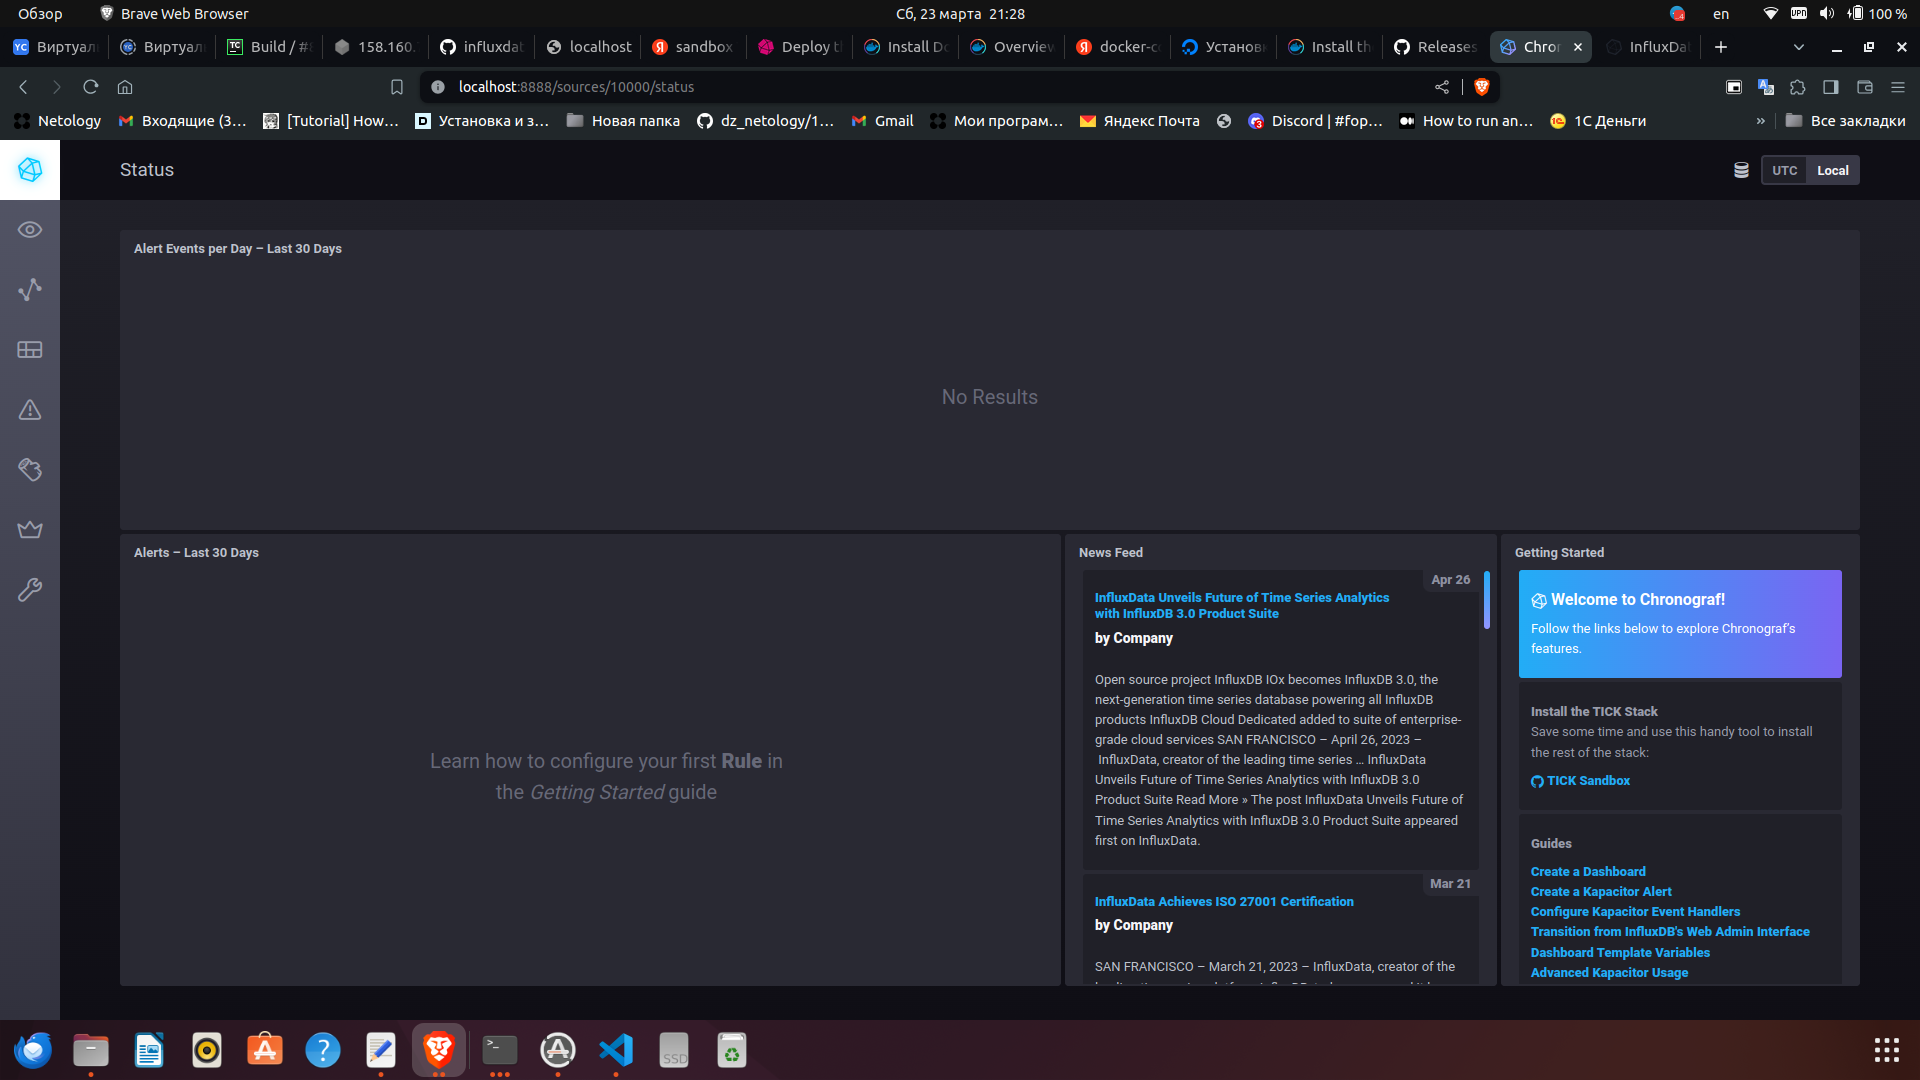 Обзор Brave Web Browser Сб, 23 марта 21:28 en VPN 100 %
YC Виртуал Виртуал TC Build / # 158.160. influxdat localhost sandbox Deploy t Install Do Overview docker-c Установк Install th Releases Chro InfluxDat
localhost:8888/sources/10000/status
Netology Входящие (3… [Tutorial] How… Установка и з… Новая папка dz_netology/1… Gmail Мои програм… Яндекс Почта Discord | #fop… How to run an… 1С Деньги » Все закладки
Status UTC Local
Alert Events per Day – Last 30 Days
No Results
Alerts – Last 30 Days
Learn how to configure your first Rule in
the Getting Started guide
News Feed
Apr 26
InfluxData Unveils Future of Time Series Analytics
with InfluxDB 3.0 Product Suite
by Company
Open source project InfluxDB IOx becomes InfluxDB 3.0, the
next-generation time series database powering all InfluxDB
products InfluxDB Cloud Dedicated added to suite of enterprise-
grade cloud services SAN FRANCISCO – April 26, 2023 –
InfluxData, creator of the leading time series … InfluxData
Unveils Future of Time Series Analytics with InfluxDB 3.0
Product Suite Read More » The post InfluxData Unveils Future of
Time Series Analytics with InfluxDB 3.0 Product Suite appeared
first on InfluxData.
Mar 21
InfluxData Achieves ISO 27001 Certification
by Company
SAN FRANCISCO – March 21, 2023 – InfluxData, creator of the
Getting Started
Welcome to Chronograf!
Follow the links below to explore Chronograf's
features.
Install the TICK Stack
Save some time and use this handy tool to install
the rest of the stack:
TICK Sandbox
Guides
Create a Dashboard
Create a Kapacitor Alert
Configure Kapacitor Event Handlers
Transition from InfluxDB's Web Admin Interface
Dashboard Template Variables
Advanced Kapacitor Usage
SSD